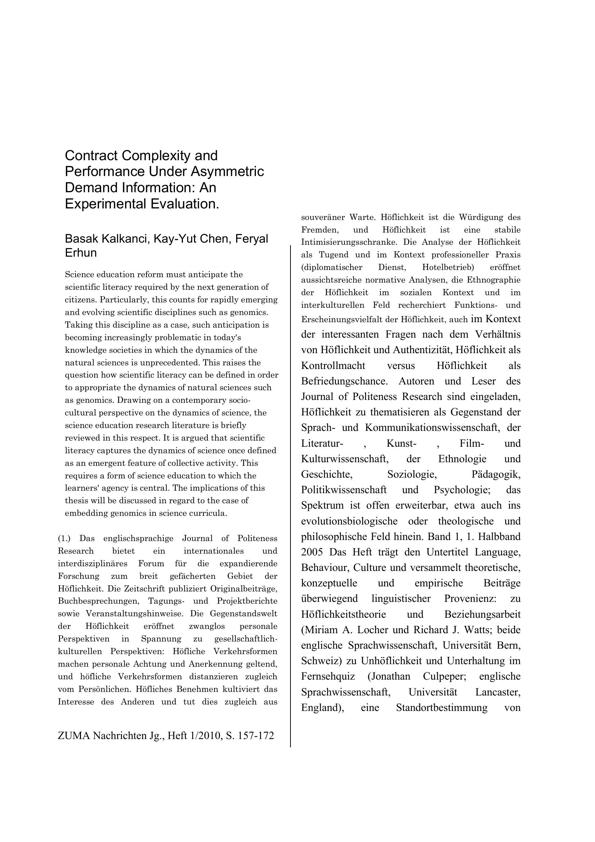 Contract Complexity and
Performance Under Asymmetric
Demand Information: An
Experimental Evaluation.
Basak Kalkanci, Kay-Yut Chen, Feryal
Erhun
Science education reform must anticipate the
scientific literacy required by the next generation of
citizens. Particularly, this counts for rapidly emerging
and evolving scientific disciplines such as genomics.
Taking this discipline as a case, such anticipation is
becoming increasingly problematic in today's
knowledge societies in which the dynamics of the
natural sciences is unprecedented. This raises the
question how scientific literacy can be defined in order
to appropriate the dynamics of natural sciences such
as genomics. Drawing on a contemporary socio-
cultural perspective on the dynamics of science, the
science education research literature is briefly
reviewed in this respect. It is argued that scientific
literacy captures the dynamics of science once defined
as an emergent feature of collective activity. This
requires a form of science education to which the
learners' agency is central. The implications of this
thesis will be discussed in regard to the case of
embedding genomics in science curricula.
(1.) Das englischsprachige Journal of Politeness
Research bietet ein internationales und
interdisziplinäres Forum für die expandierende
Forschung zum breit gefächerten Gebiet der
Höflichkeit. Die Zeitschrift publiziert Originalbeiträge,
Buchbesprechungen, Tagungs- und Projektberichte
sowie Veranstaltungshinweise. Die Gegenstandswelt
der Höflichkeit eröffnet zwanglos personale
Perspektiven in Spannung zu gesellschaftlich-
kulturellen Perspektiven: Höfliche Verkehrsformen
machen personale Achtung und Anerkennung geltend,
und höfliche Verkehrsformen distanzieren zugleich
vom Persönlichen. Höfliches Benehmen kultiviert das
Interesse des Anderen und tut dies zugleich aus
ZUMA Nachrichten Jg., Heft 1/2010, S. 157-172
souveräner Warte. Höflichkeit ist die Würdigung des
Fremden, und Höflichkeit ist eine stabile
Intimisierungsschranke. Die Analyse der Höflichkeit
als Tugend und im Kontext professioneller Praxis
(diplomatischer Dienst, Hotelbetrieb) eröffnet
aussichtsreiche normative Analysen, die Ethnographie
der Höflichkeit im sozialen Kontext und im
interkulturellen Feld recherchiert Funktions- und
Erscheinungsvielfalt der Höflichkeit, auch im Kontext
der interessanten Fragen nach dem Verhältnis
von Höflichkeit und Authentizität, Höflichkeit als
Kontrollmacht versus Höflichkeit als
Befriedungschance. Autoren und Leser des
Journal of Politeness Research sind eingeladen,
Höflichkeit zu thematisieren als Gegenstand der
Sprach- und Kommunikationswissenschaft, der
Literatur- , Kunst- , Film- und
Kulturwissenschaft, der Ethnologie und
Geschichte, Soziologie, Pädagogik,
Politikwissenschaft und Psychologie; das
Spektrum ist offen erweiterbar, etwa auch ins
evolutionsbiologische oder theologische und
philosophische Feld hinein. Band 1, 1. Halbband
2005 Das Heft trägt den Untertitel Language,
Behaviour, Culture und versammelt theoretische,
konzeptuelle und empirische Beiträge
überwiegend linguistischer Provenienz: zu
Höflichkeitstheorie und Beziehungsarbeit
(Miriam A. Locher und Richard J. Watts; beide
englische Sprachwissenschaft, Universität Bern,
Schweiz) zu Unhöflichkeit und Unterhaltung im
Fernsehquiz (Jonathan Culpeper; englische
Sprachwissenschaft, Universität Lancaster,
England), eine Standortbestimmung von